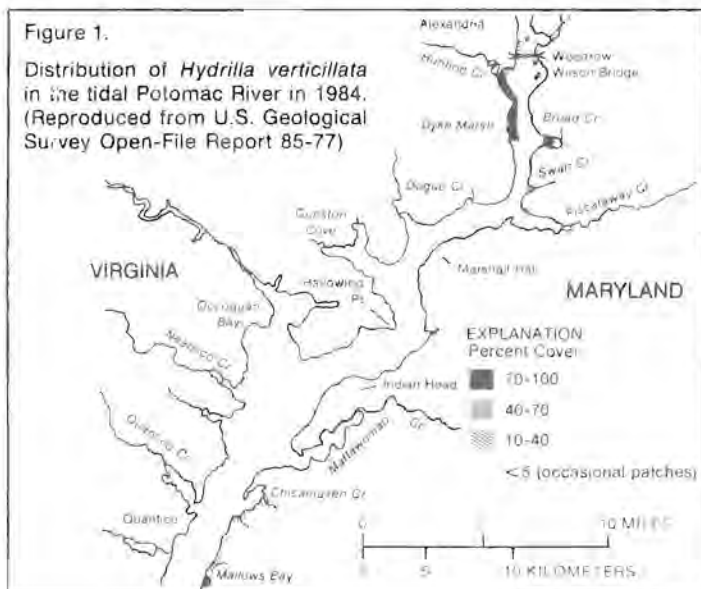 Figure 1.
Distribution of Hydrilla verticillata
in the tidal Potomac River in 1984.
(Reproduced from U.S. Geological
Survey Open-File Report 85-77)
Alexandria
Hunting Cr
Woodrow
Wilson Bridge
Dyke Marsh
Broad Cr
Swan Cr
Dogue Cr
Piscataway Cr
Gunston
Cove
VIRGINIA
Marshall Hall
MARYLAND
Hallowing
Pt
Occoquan
Bay
Neabsco Cr
EXPLANATION
Percent Cover
70-100
40-70
10-40
<5 (occasional patches)
Indian Head
Mattawoman Cr
Quantico Cr
Chicamuxen Cr
Quantico
Mallows Bay
0 5 10 MILES
0 5 10 KILOMETERS